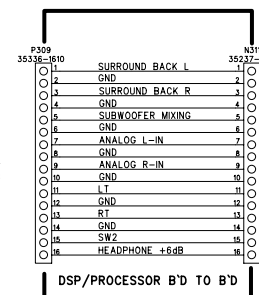 P309 N31
35336-1610 35237-
1 SURROUND BACK L 1
2 GND 2
3 SURROUND BACK R 3
4 GND 4
5 SUBWOOFER MIXING 5
6 GND 6
7 ANALOG L-IN 7
8 GND 8
9 ANALOG R-IN 9
10 GND 10
11 LT 11
12 GND 12
13 RT 13
14 GND 14
15 SW2 15
16 HEADPHONE +6dB 16
DSP/PROCESSOR B'D TO B'D